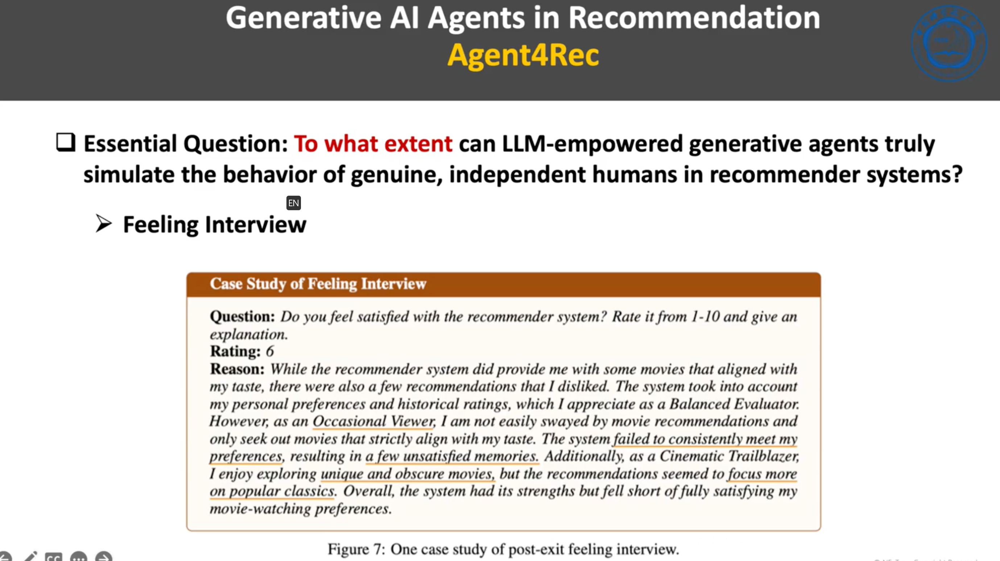 Generative AI Agents in Recommendation
Agent4Rec
Essential Question: To what extent can LLM-empowered generative agents truly
simulate the behavior of genuine, independent humans in recommender systems?
EN
Feeling Interview
Case Study of Feeling Interview
Question: Do you feel satisfied with the recommender system? Rate it from 1-10 and give an
explanation.
Rating: 6
Reason: While the recommender system did provide me with some movies that aligned with
my taste, there were also a few recommendations that I disliked. The system took into account
my personal preferences and historical ratings, which I appreciate as a Balanced Evaluator.
However, as an Occasional Viewer, I am not easily swayed by movie recommendations and
only seek out movies that strictly align with my taste. The system failed to consistently meet my
preferences, resulting in a few unsatisfied memories. Additionally, as a Cinematic Trailblazer,
I enjoy exploring unique and obscure movies, but the recommendations seemed to focus more
on popular classics. Overall, the system had its strengths but fell short of fully satisfying my
movie-watching preferences.
Figure 7: One case study of post-exit feeling interview.
CC